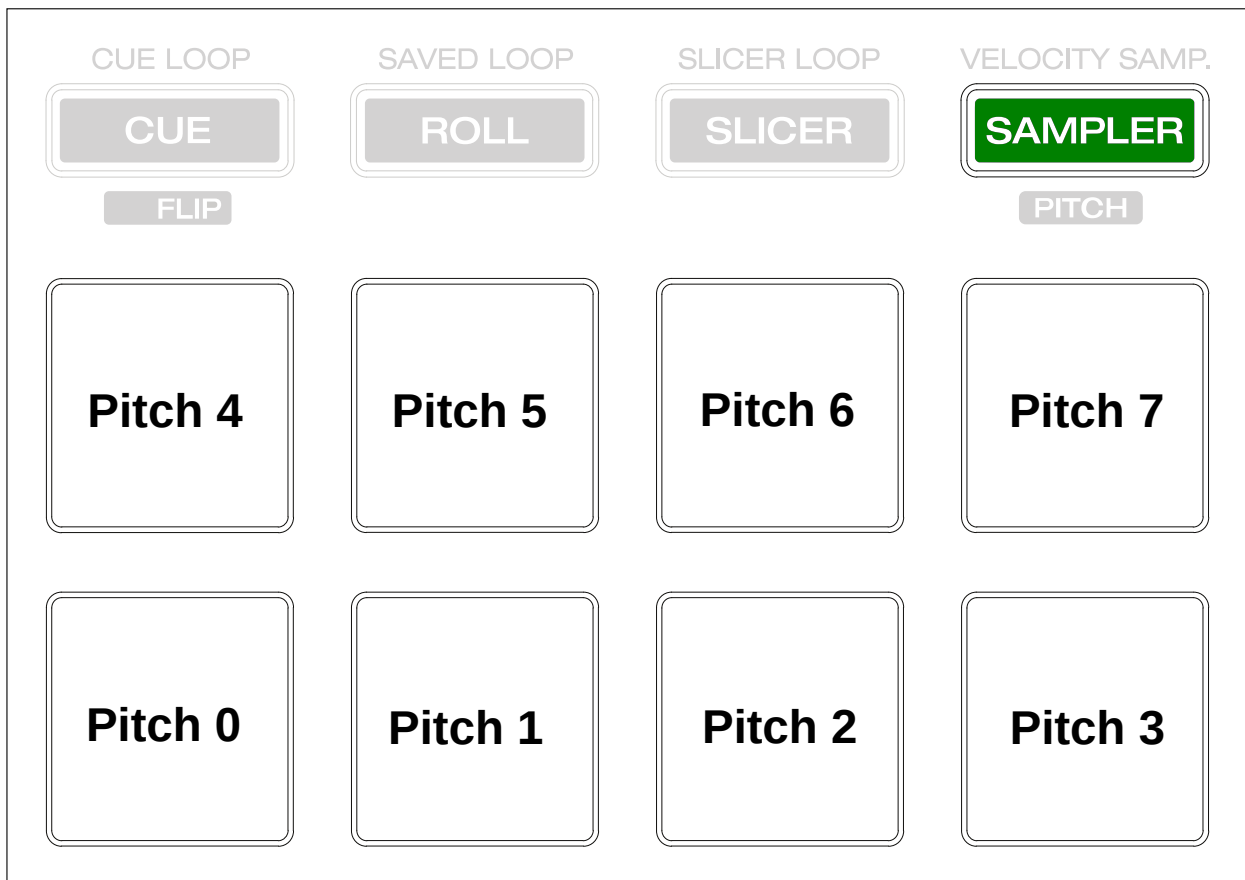 CUE LOOP SAVED LOOP SLICER LOOP VELOCITY SAMP.
CUE ROLL SLICER SAMPLER
FLIP PITCH
Pitch 4 Pitch 5 Pitch 6 Pitch 7
Pitch 0 Pitch 1 Pitch 2 Pitch 3